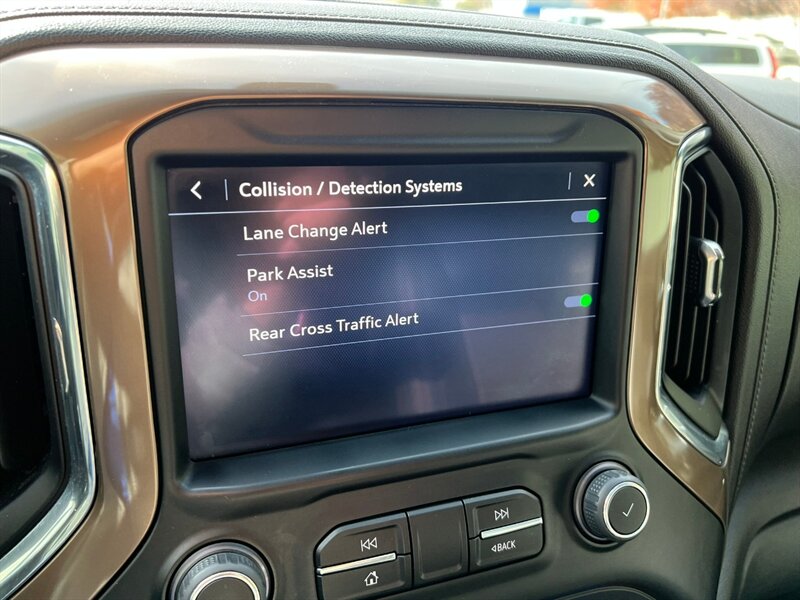 Collision / Detection Systems
Lane Change Alert
Park Assist
On
Rear Cross Traffic Alert
BACK